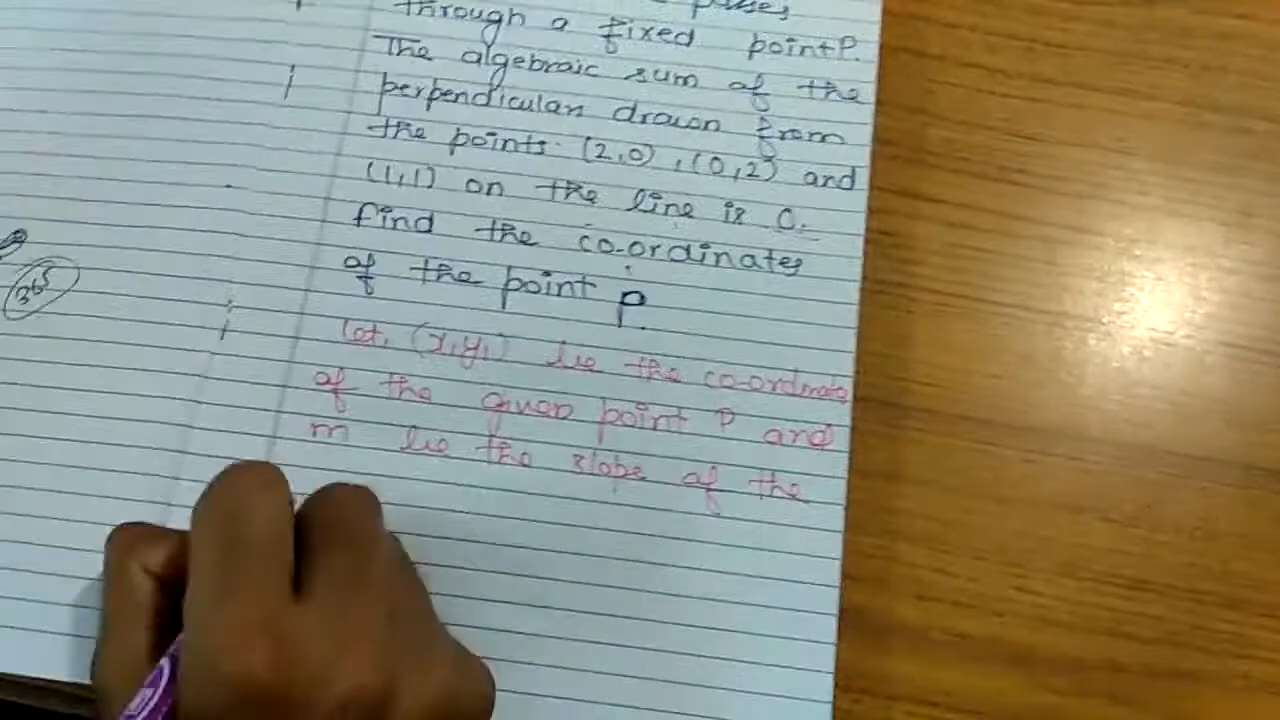 passes
through a fixed point P.
The algebraic sum of the
perpendicular drawn from
the points (2,0), (0,2) and
(1,1) on the line is 0.
find the co-ordinates
of the point P.
365
Let, (x₁y₁) be the co-ordinate
of the given point P and
m be the slope of the